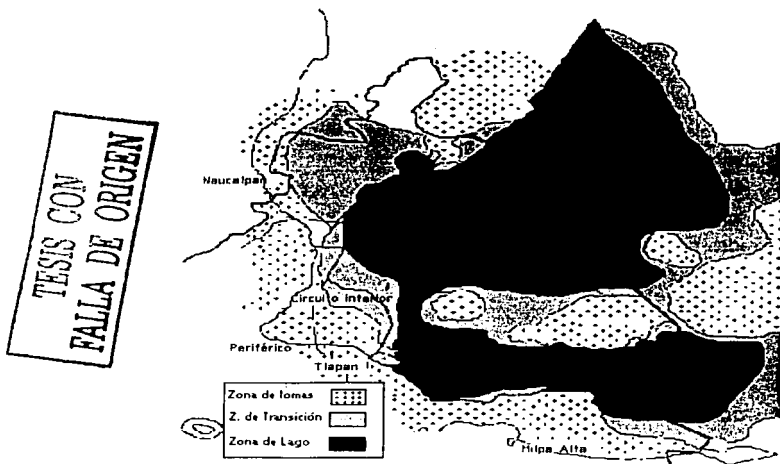 TESIS CON
FALLA DE ORIGEN
Naucalpan
Circuito Interior
Periférico
Tlapan
Zona de lomas
Z. de Transición
Zona de Lago
Milpa Alta